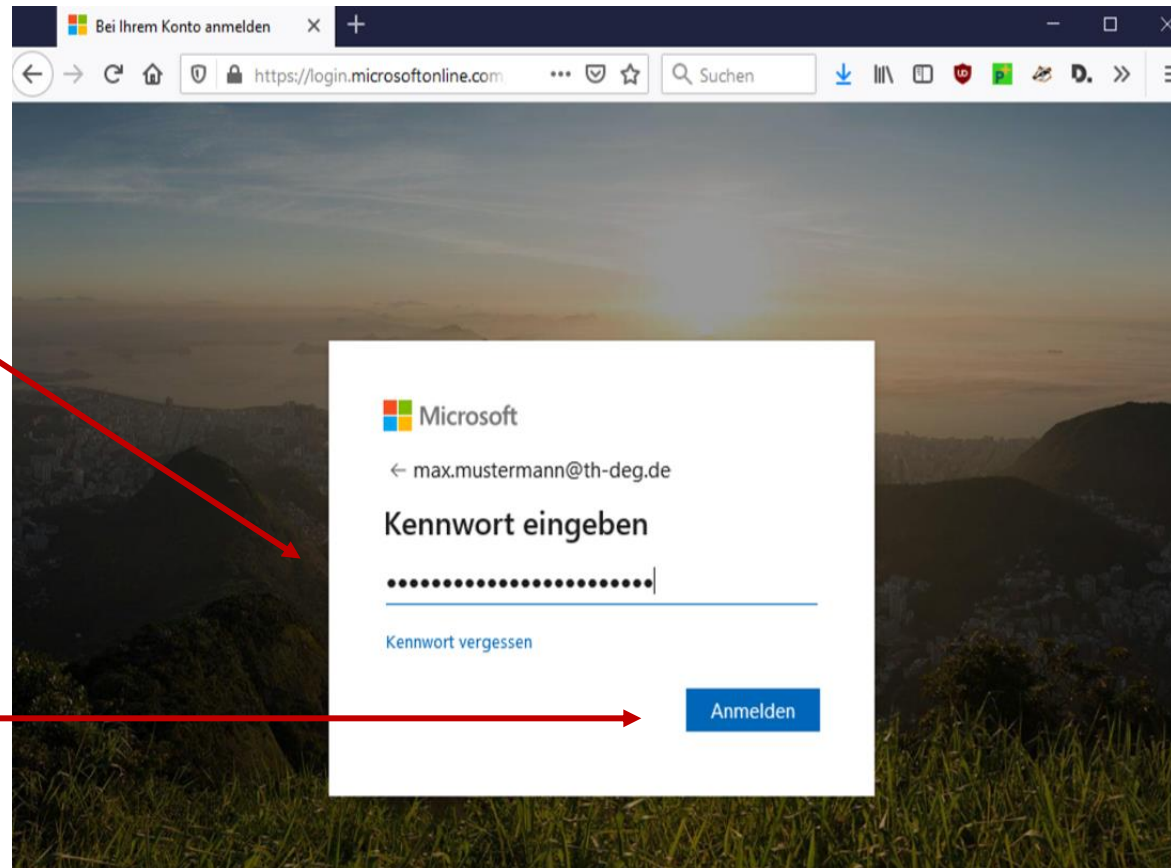 Bei Ihrem Konto anmelden
https://login.microsoftonline.com
Suchen
Microsoft
← max.mustermann@th-deg.de
Kennwort eingeben
••••••••••••••••••••••••
Kennwort vergessen
Anmelden